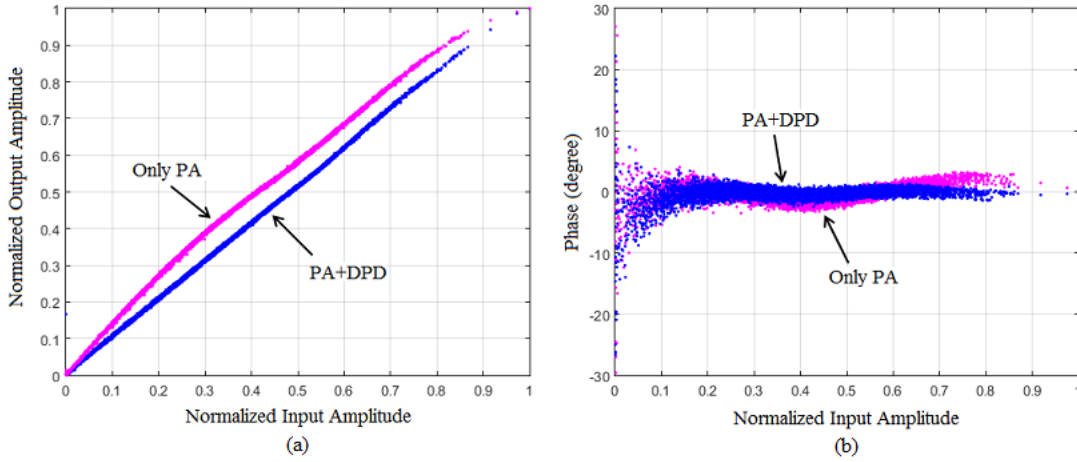 1
0.9
0.8
0.7
0.6
0.5
0.4
0.3
0.2
0.1
0
Normalized Output Amplitude
Only PA
PA+DPD
0 0.1 0.2 0.3 0.4 0.5 0.6 0.7 0.8 0.9 1
Normalized Input Amplitude
(a)
30
20
10
0
-10
-20
-30
Phase (degree)
PA+DPD
Only PA
0 0.1 0.2 0.3 0.4 0.5 0.6 0.7 0.8 0.9 1
Normalized Input Amplitude
(b)